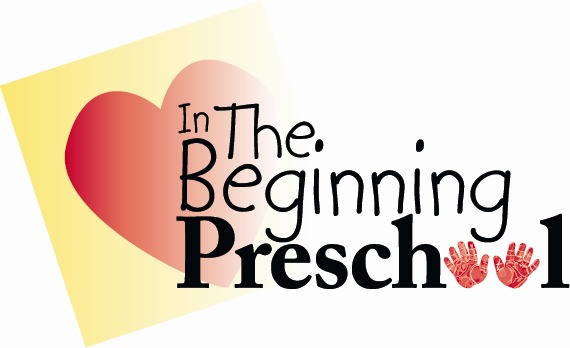 In The
Beginning
Preschool